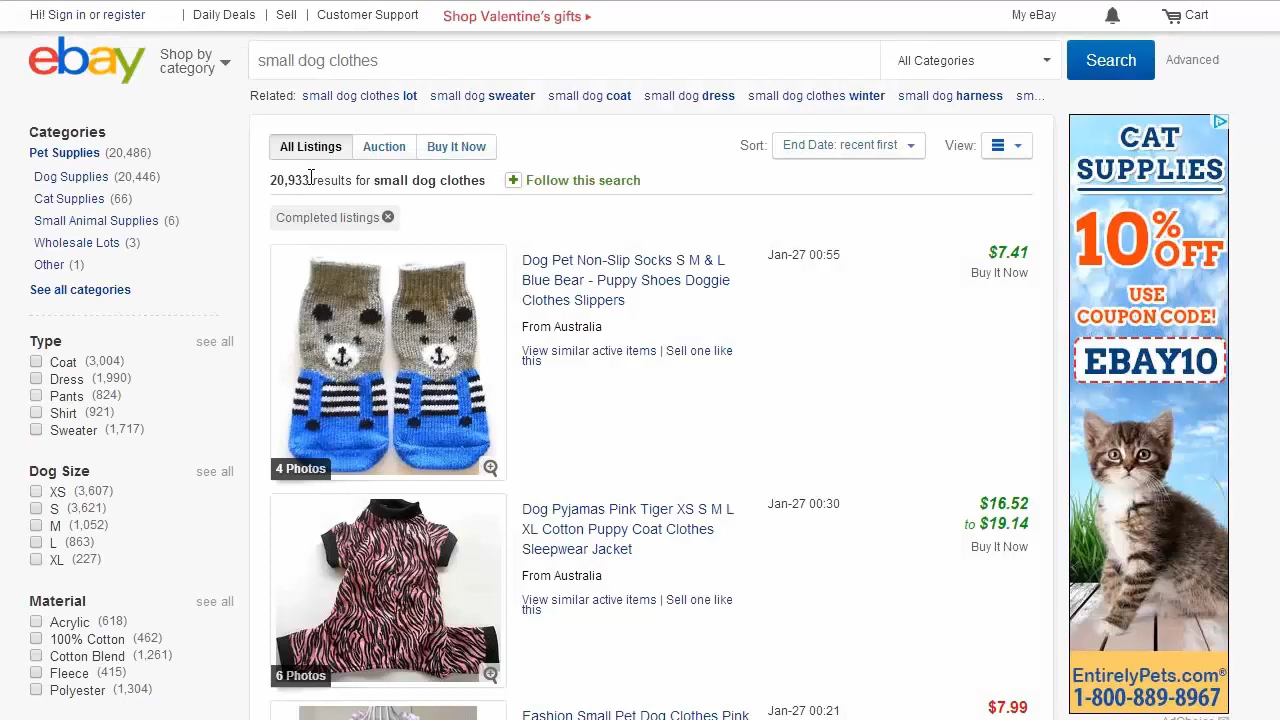 Hi! Sign in or register | Daily Deals | Sell | Customer Support Shop Valentine's gifts My eBay Cart
ebay Shop by category small dog clothes All Categories Search Advanced
Related: small dog clothes lot small dog sweater small dog coat small dog dress small dog clothes winter small dog harness sm...
Categories
Pet Supplies (20,486)
Dog Supplies (20,446)
Cat Supplies (66)
Small Animal Supplies (6)
Wholesale Lots (3)
Other (1)
See all categories
Type see all
Coat (3,004)
Dress (1,990)
Pants (824)
Shirt (921)
Sweater (1,717)
Dog Size see all
XS (3,607)
S (3,621)
M (1,052)
L (863)
XL (227)
Material see all
Acrylic (618)
100% Cotton (462)
Cotton Blend (1,261)
Fleece (415)
Polyester (1,304)
All listings Auction Buy It Now Sort: End Date: recent first View:
20,933 results for small dog clothes Follow this search
Completed listings
4 Photos
Dog Pet Non-Slip Socks S M & L
Blue Bear - Puppy Shoes Doggie
Clothes Slippers
From Australia
View similar active items | Sell one like
this
Jan-27 00:55
$7.41
Buy It Now
6 Photos
Dog Pyjamas Pink Tiger XS S M L
XL Cotton Puppy Coat Clothes
Sleepwear Jacket
From Australia
View similar active items | Sell one like
this
Jan-27 00:30
$16.52
to $19.14
Buy It Now
Fashion Small Pet Dog Clothes Pink
Jan-27 00:21
$7.99
CAT
SUPPLIES
10% OFF
USE
COUPON CODE!
EBAY10
EntirelyPets.com®
1-800-889-8967
AdChoice